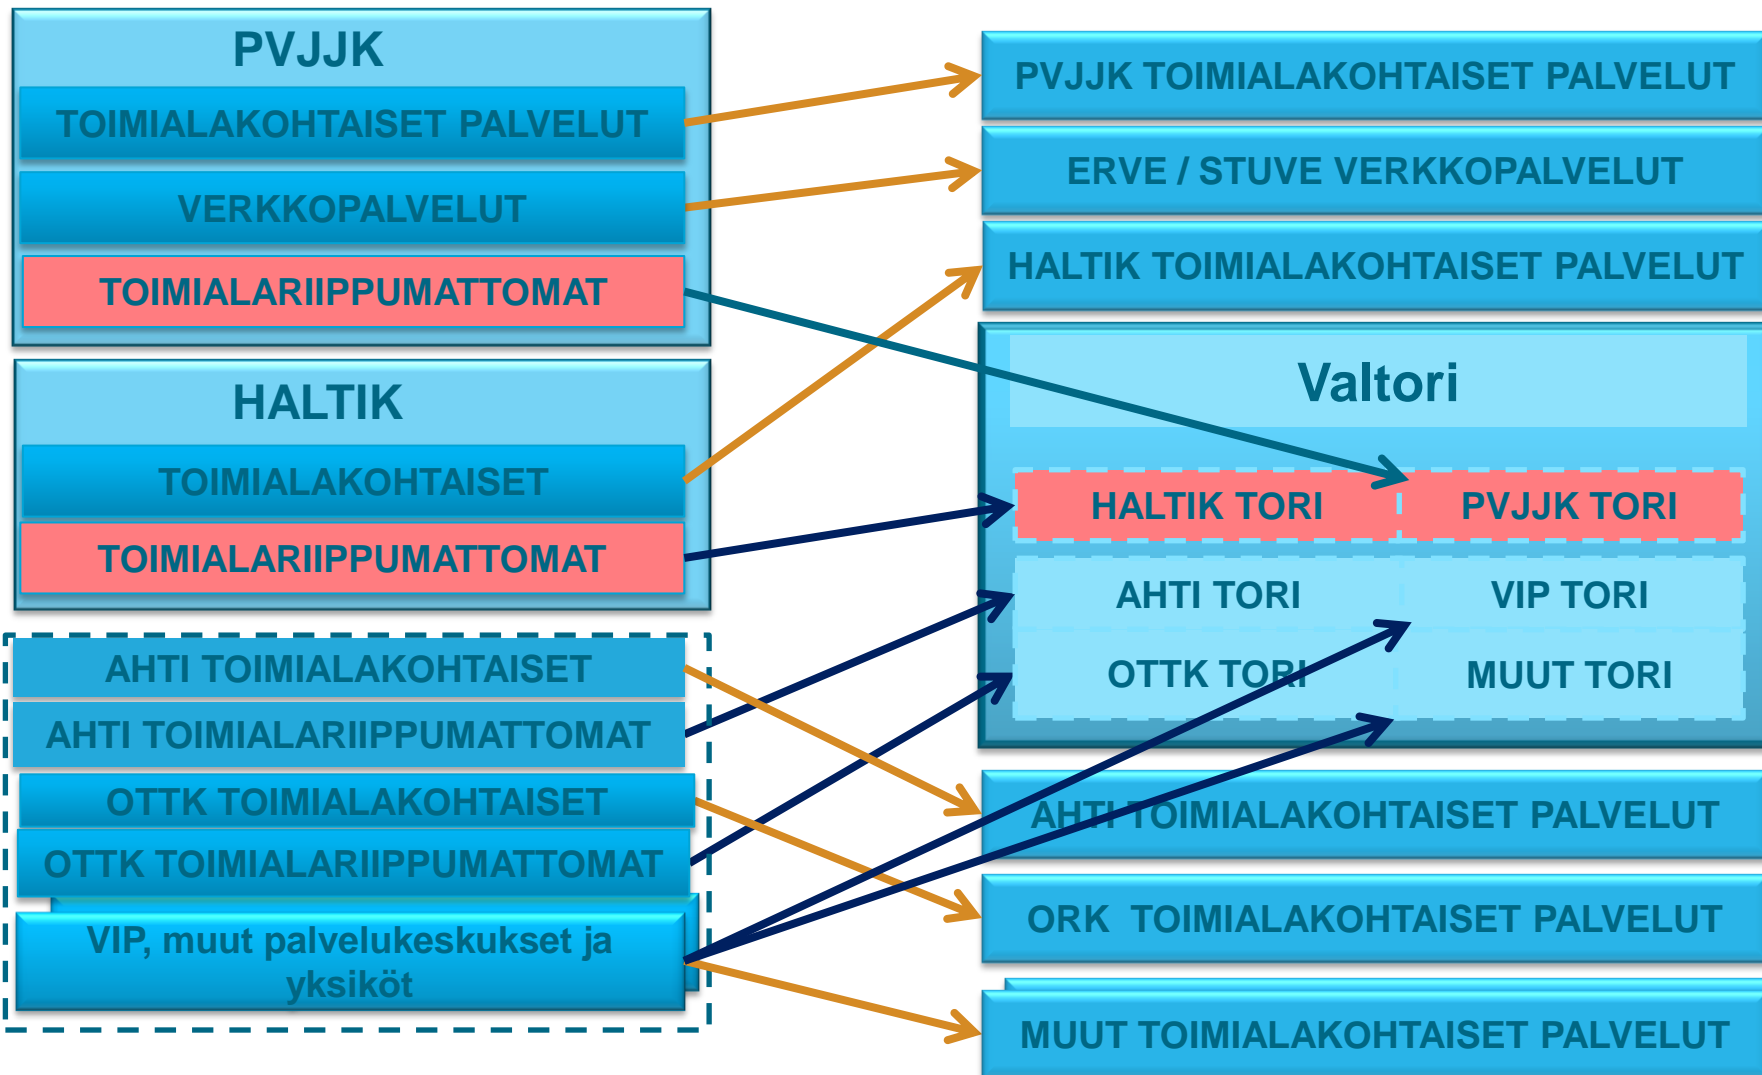 PVJJK
TOIMIALAKOHTAISET PALVELUT
VERKKOPALVELUT
TOIMIALARIIPPUMATTOMAT
HALTIK
TOIMIALAKOHTAISET
TOIMIALARIIPPUMATTOMAT
AHTI TOIMIALAKOHTAISET
AHTI TOIMIALARIIPPUMATTOMAT
OTTK TOIMIALAKOHTAISET
OTTK TOIMIALARIIPPUMATTOMAT
VIP, muut palvelukeskukset ja
yksiköt
PVJJK TOIMIALAKOHTAISET PALVELUT
ERVE / STUVE VERKKOPALVELUT
HALTIK TOIMIALAKOHTAISET PALVELUT
Valtori
HALTIK TORI
PVJJK TORI
AHTI TORI
VIP TORI
OTTK TORI
MUUT TORI
AHTI TOIMIALAKOHTAISET PALVELUT
ORK TOIMIALAKOHTAISET PALVELUT
MUUT TOIMIALAKOHTAISET PALVELUT